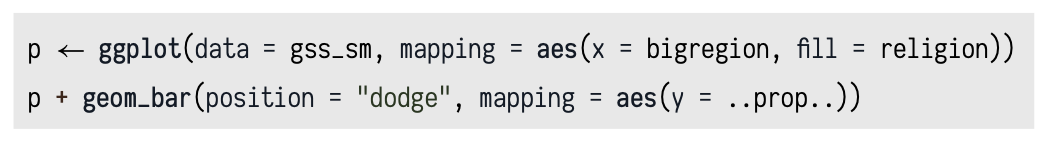 p ← ggplot(data = gss_sm, mapping = aes(x = bigregion, fill = religion))
p + geom_bar(position = "dodge", mapping = aes(y = ..prop..))